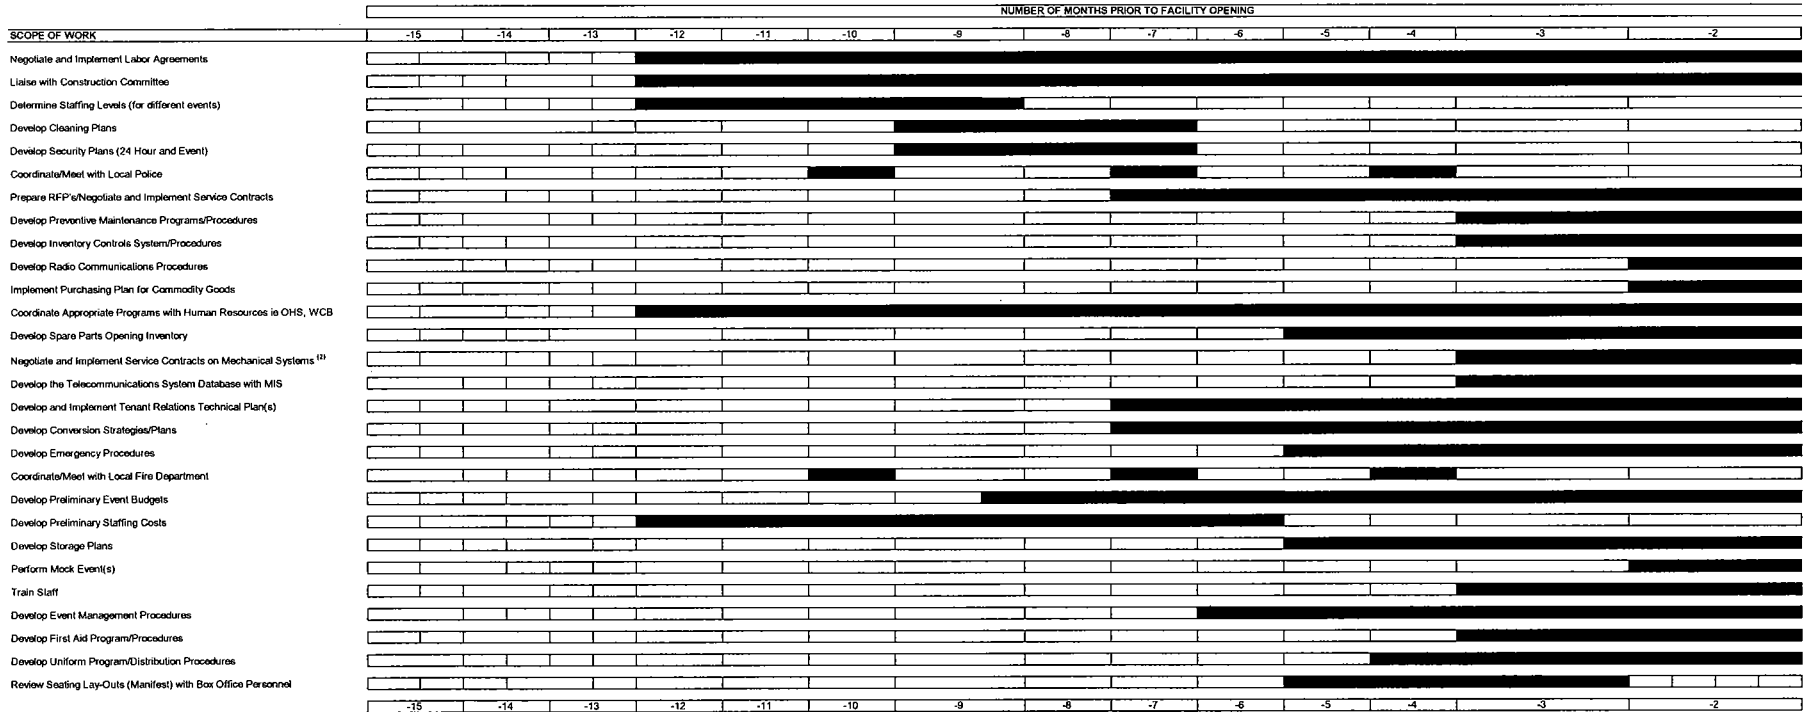 NUMBER OF MONTHS PRIOR TO FACILITY OPENING
SCOPE OF WORK -15 -14 -13 -12 -11 -10 -9 -8 -7 -6 -5 -4 -3 -2
Negotiate and Implement Labor Agreements
Liaise with Construction Committee
Determine Staffing Levels (for different events)
Develop Cleaning Plans
Develop Security Plans (24 Hour and Event)
Coordinate/Meet with Local Police
Prepare RFP's/Negotiate and Implement Service Contracts
Develop Preventive Maintenance Programs/Procedures
Develop Inventory Controls System/Procedures
Develop Radio Communications Procedures
Implement Purchasing Plan for Commodity Goods
Coordinate Appropriate Programs with Human Resources ie OHS, WCB
Develop Spare Parts Opening Inventory
Negotiate and Implement Service Contracts on Mechanical Systems (2)
Develop the Telecommunications System Database with MIS
Develop and Implement Tenant Relations Technical Plan(s)
Develop Conversion Strategies/Plans
Develop Emergency Procedures
Coordinate/Meet with Local Fire Department
Develop Preliminary Event Budgets
Develop Preliminary Staffing Costs
Develop Storage Plans
Perform Mock Event(s)
Train Staff
Develop Event Management Procedures
Develop First Aid Program/Procedures
Develop Uniform Program/Distribution Procedures
Review Seating Lay-Outs (Manifest) with Box Office Personnel
-15 -14 -13 -12 -11 -10 -9 -8 -7 -6 -5 -4 -3 -2